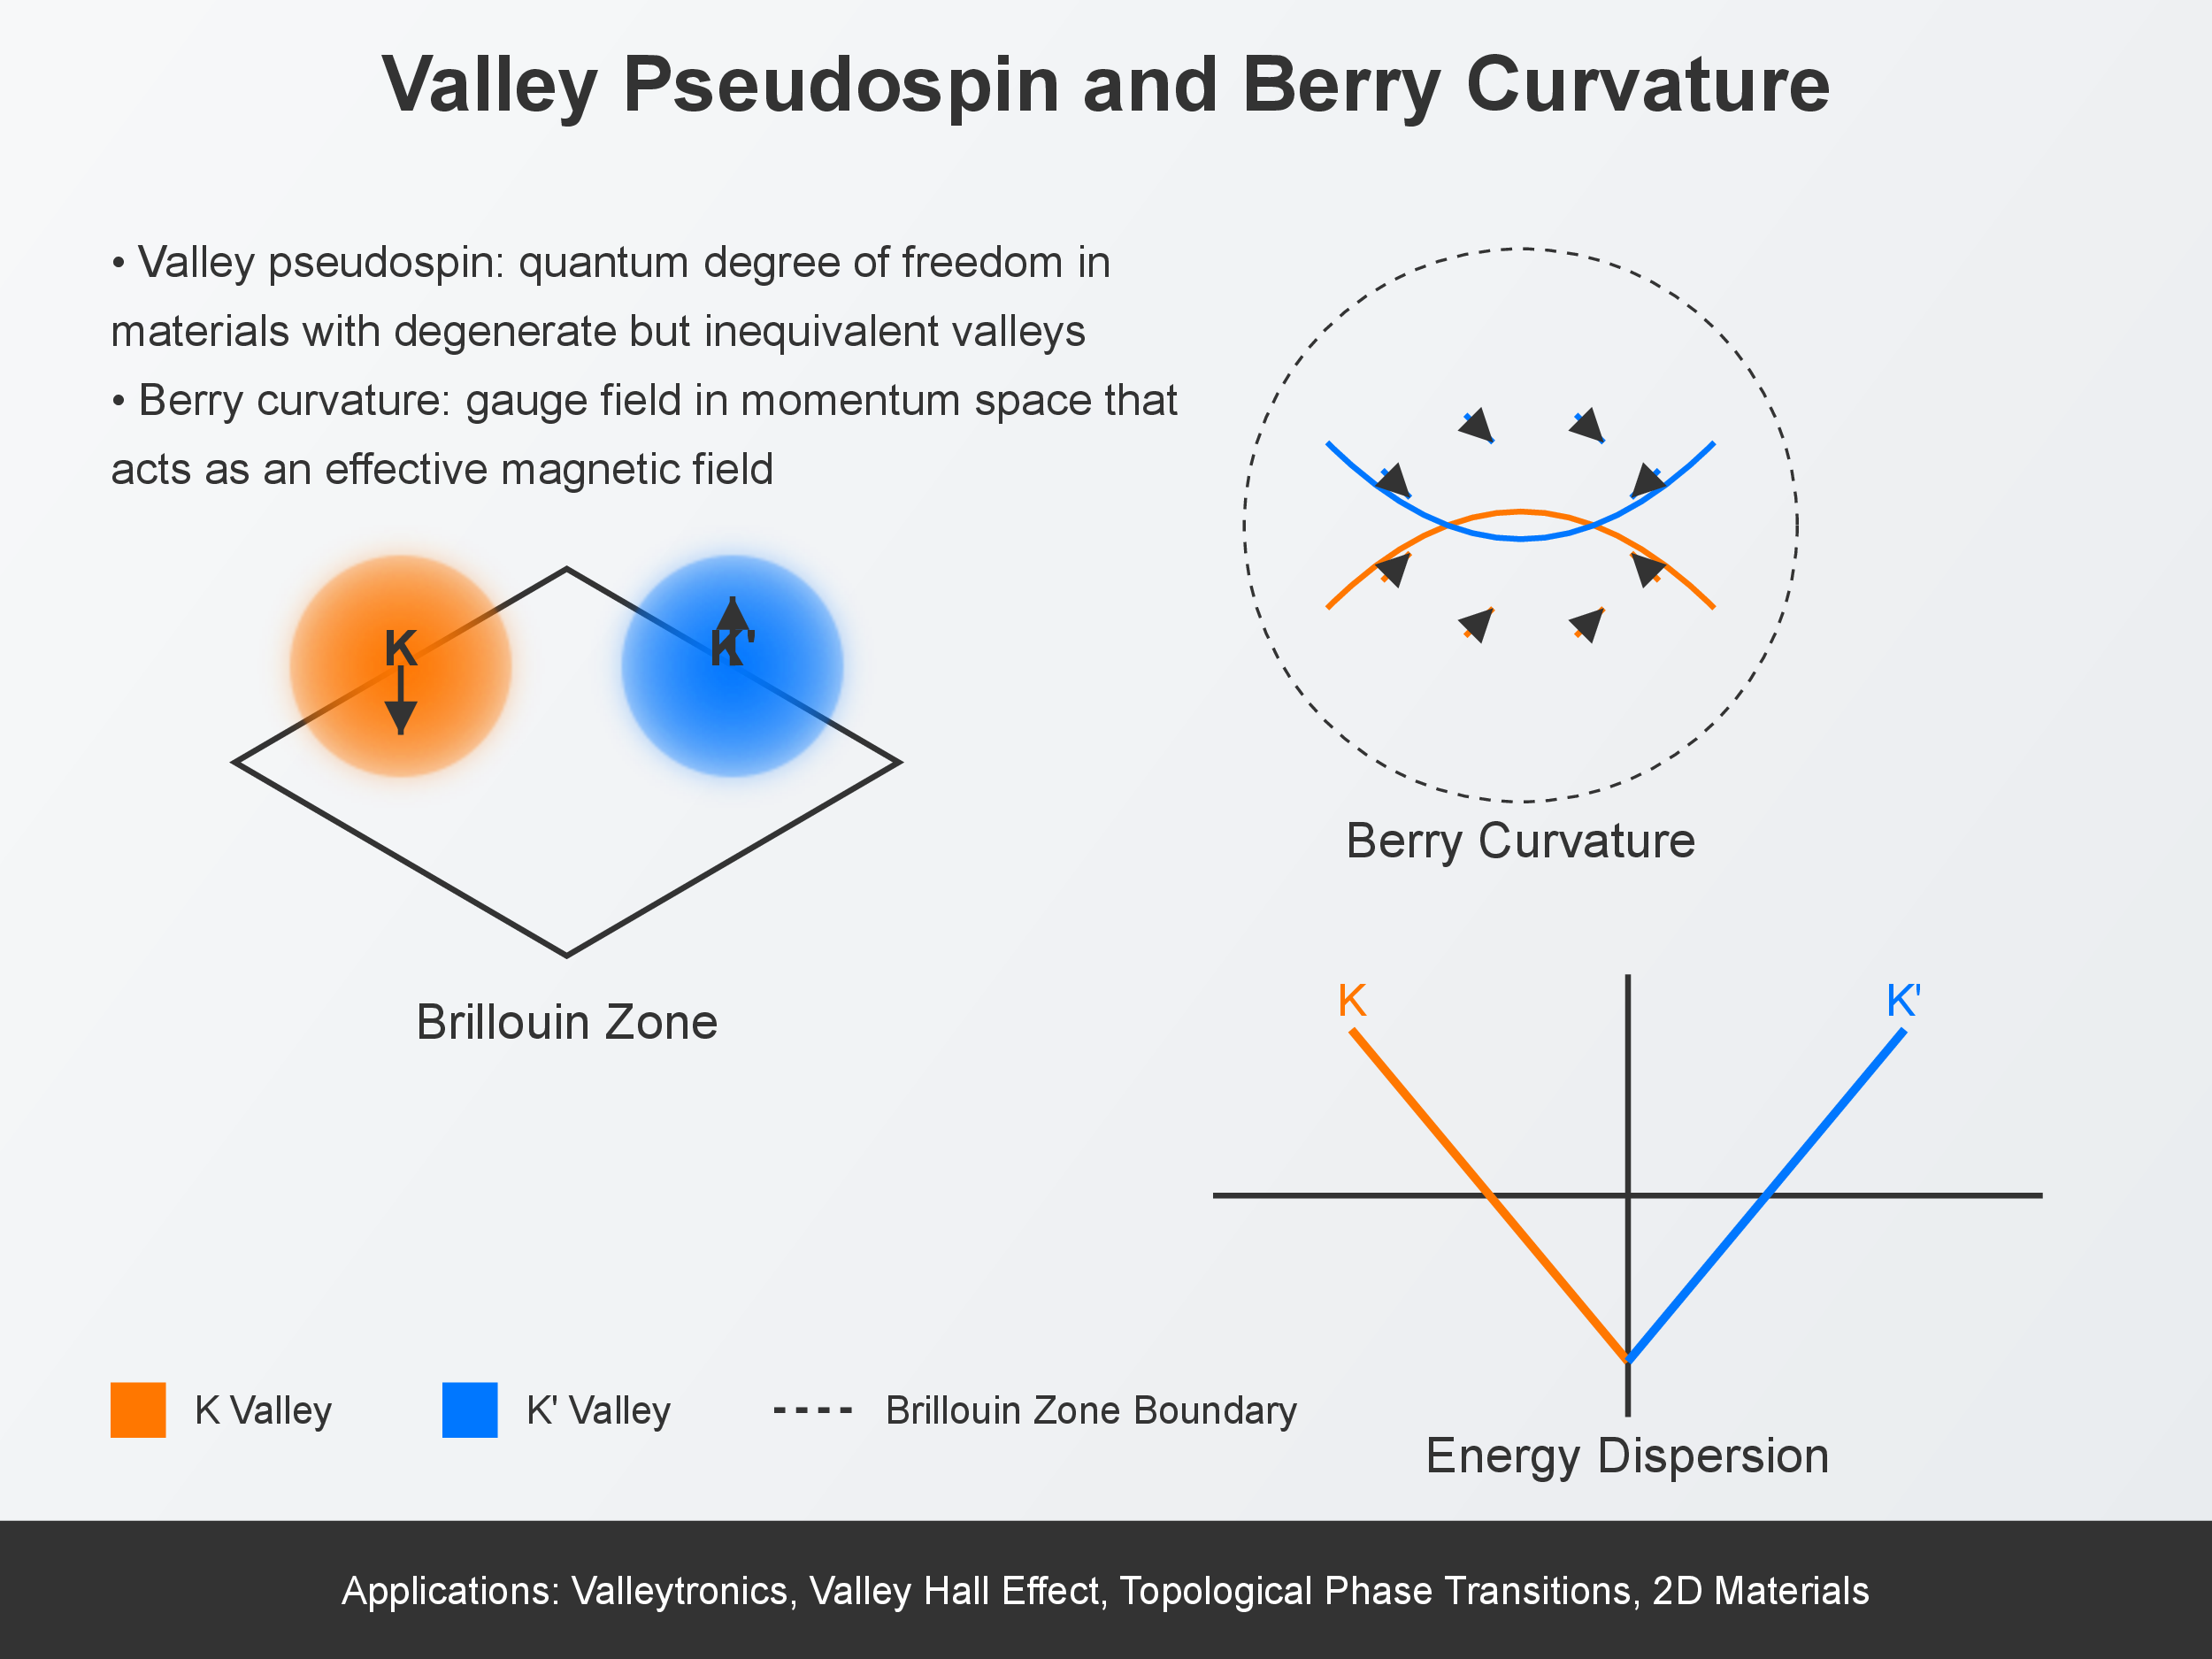 Valley Pseudospin and Berry Curvature
• Valley pseudospin: quantum degree of freedom in
materials with degenerate but inequivalent valleys
• Berry curvature: gauge field in momentum space that
acts as an effective magnetic field
K
K'
Brillouin Zone
Berry Curvature
K
K'
Energy Dispersion
K Valley
K' Valley
Brillouin Zone Boundary
Applications: Valleytronics, Valley Hall Effect, Topological Phase Transitions, 2D Materials